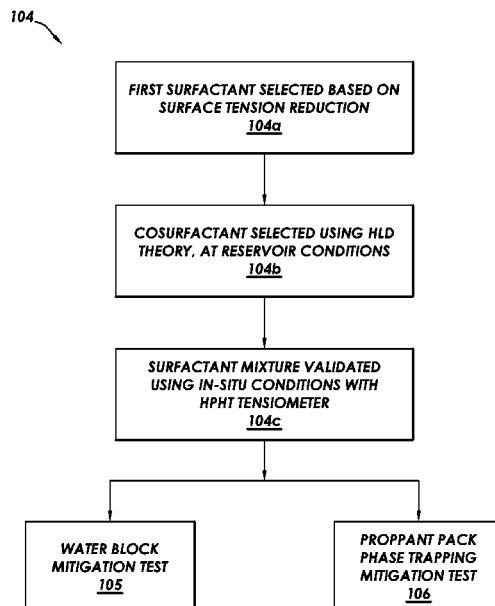 104
FIRST SURFACTANT SELECTED BASED ON
SURFACE TENSION REDUCTION
104a
COSURFACTANT SELECTED USING HLD
THEORY, AT RESERVOIR CONDITIONS
104b
SURFACTANT MIXTURE VALIDATED
USING IN-SITU CONDITIONS WITH
HPHT TENSIOMETER
104c
WATER BLOCK
MITIGATION TEST
105
PROPPANT PACK
PHASE TRAPPING
MITIGATION TEST
106